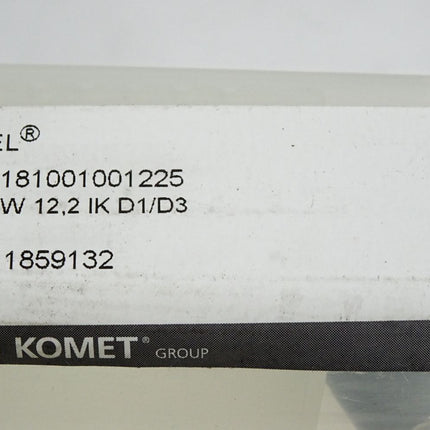 EL®
181001001225
W 12,2 IK D1/D3
1859132
KOMET® GROUP